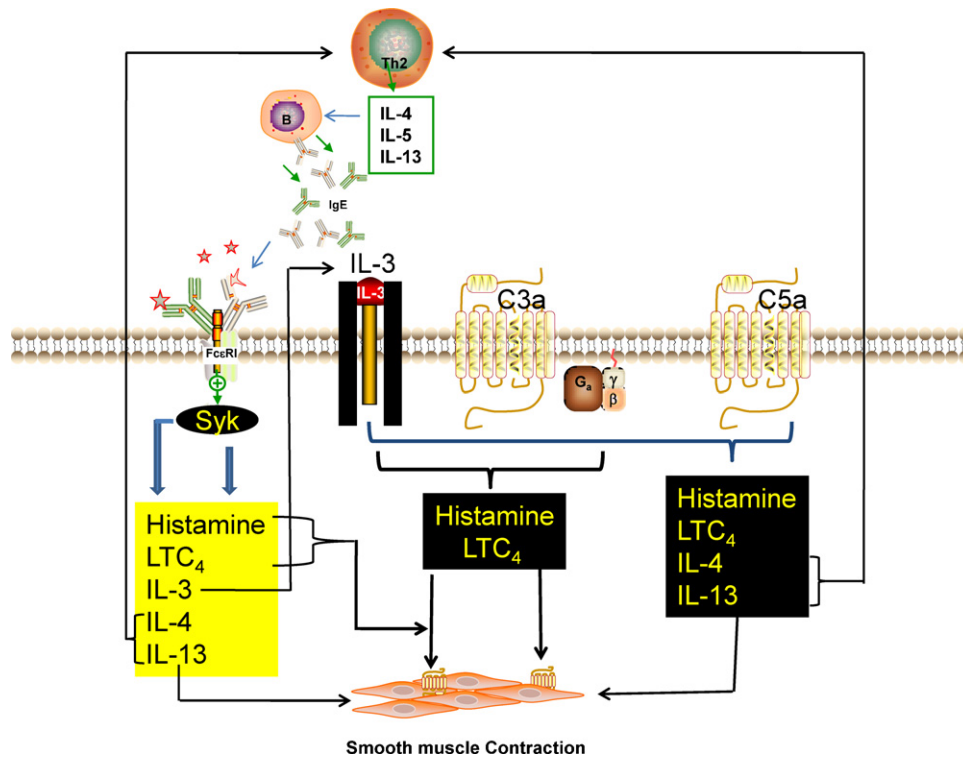 Th2
B
IL-4
IL-5
IL-13
IgE
IL-3
IL-3
C3a
C5a
FcεRI
Gₐ
γ
β
Syk
Histamine
LTC₄
IL-3
IL-4
IL-13
Histamine
LTC₄
Histamine
LTC₄
IL-4
IL-13
Smooth muscle Contraction